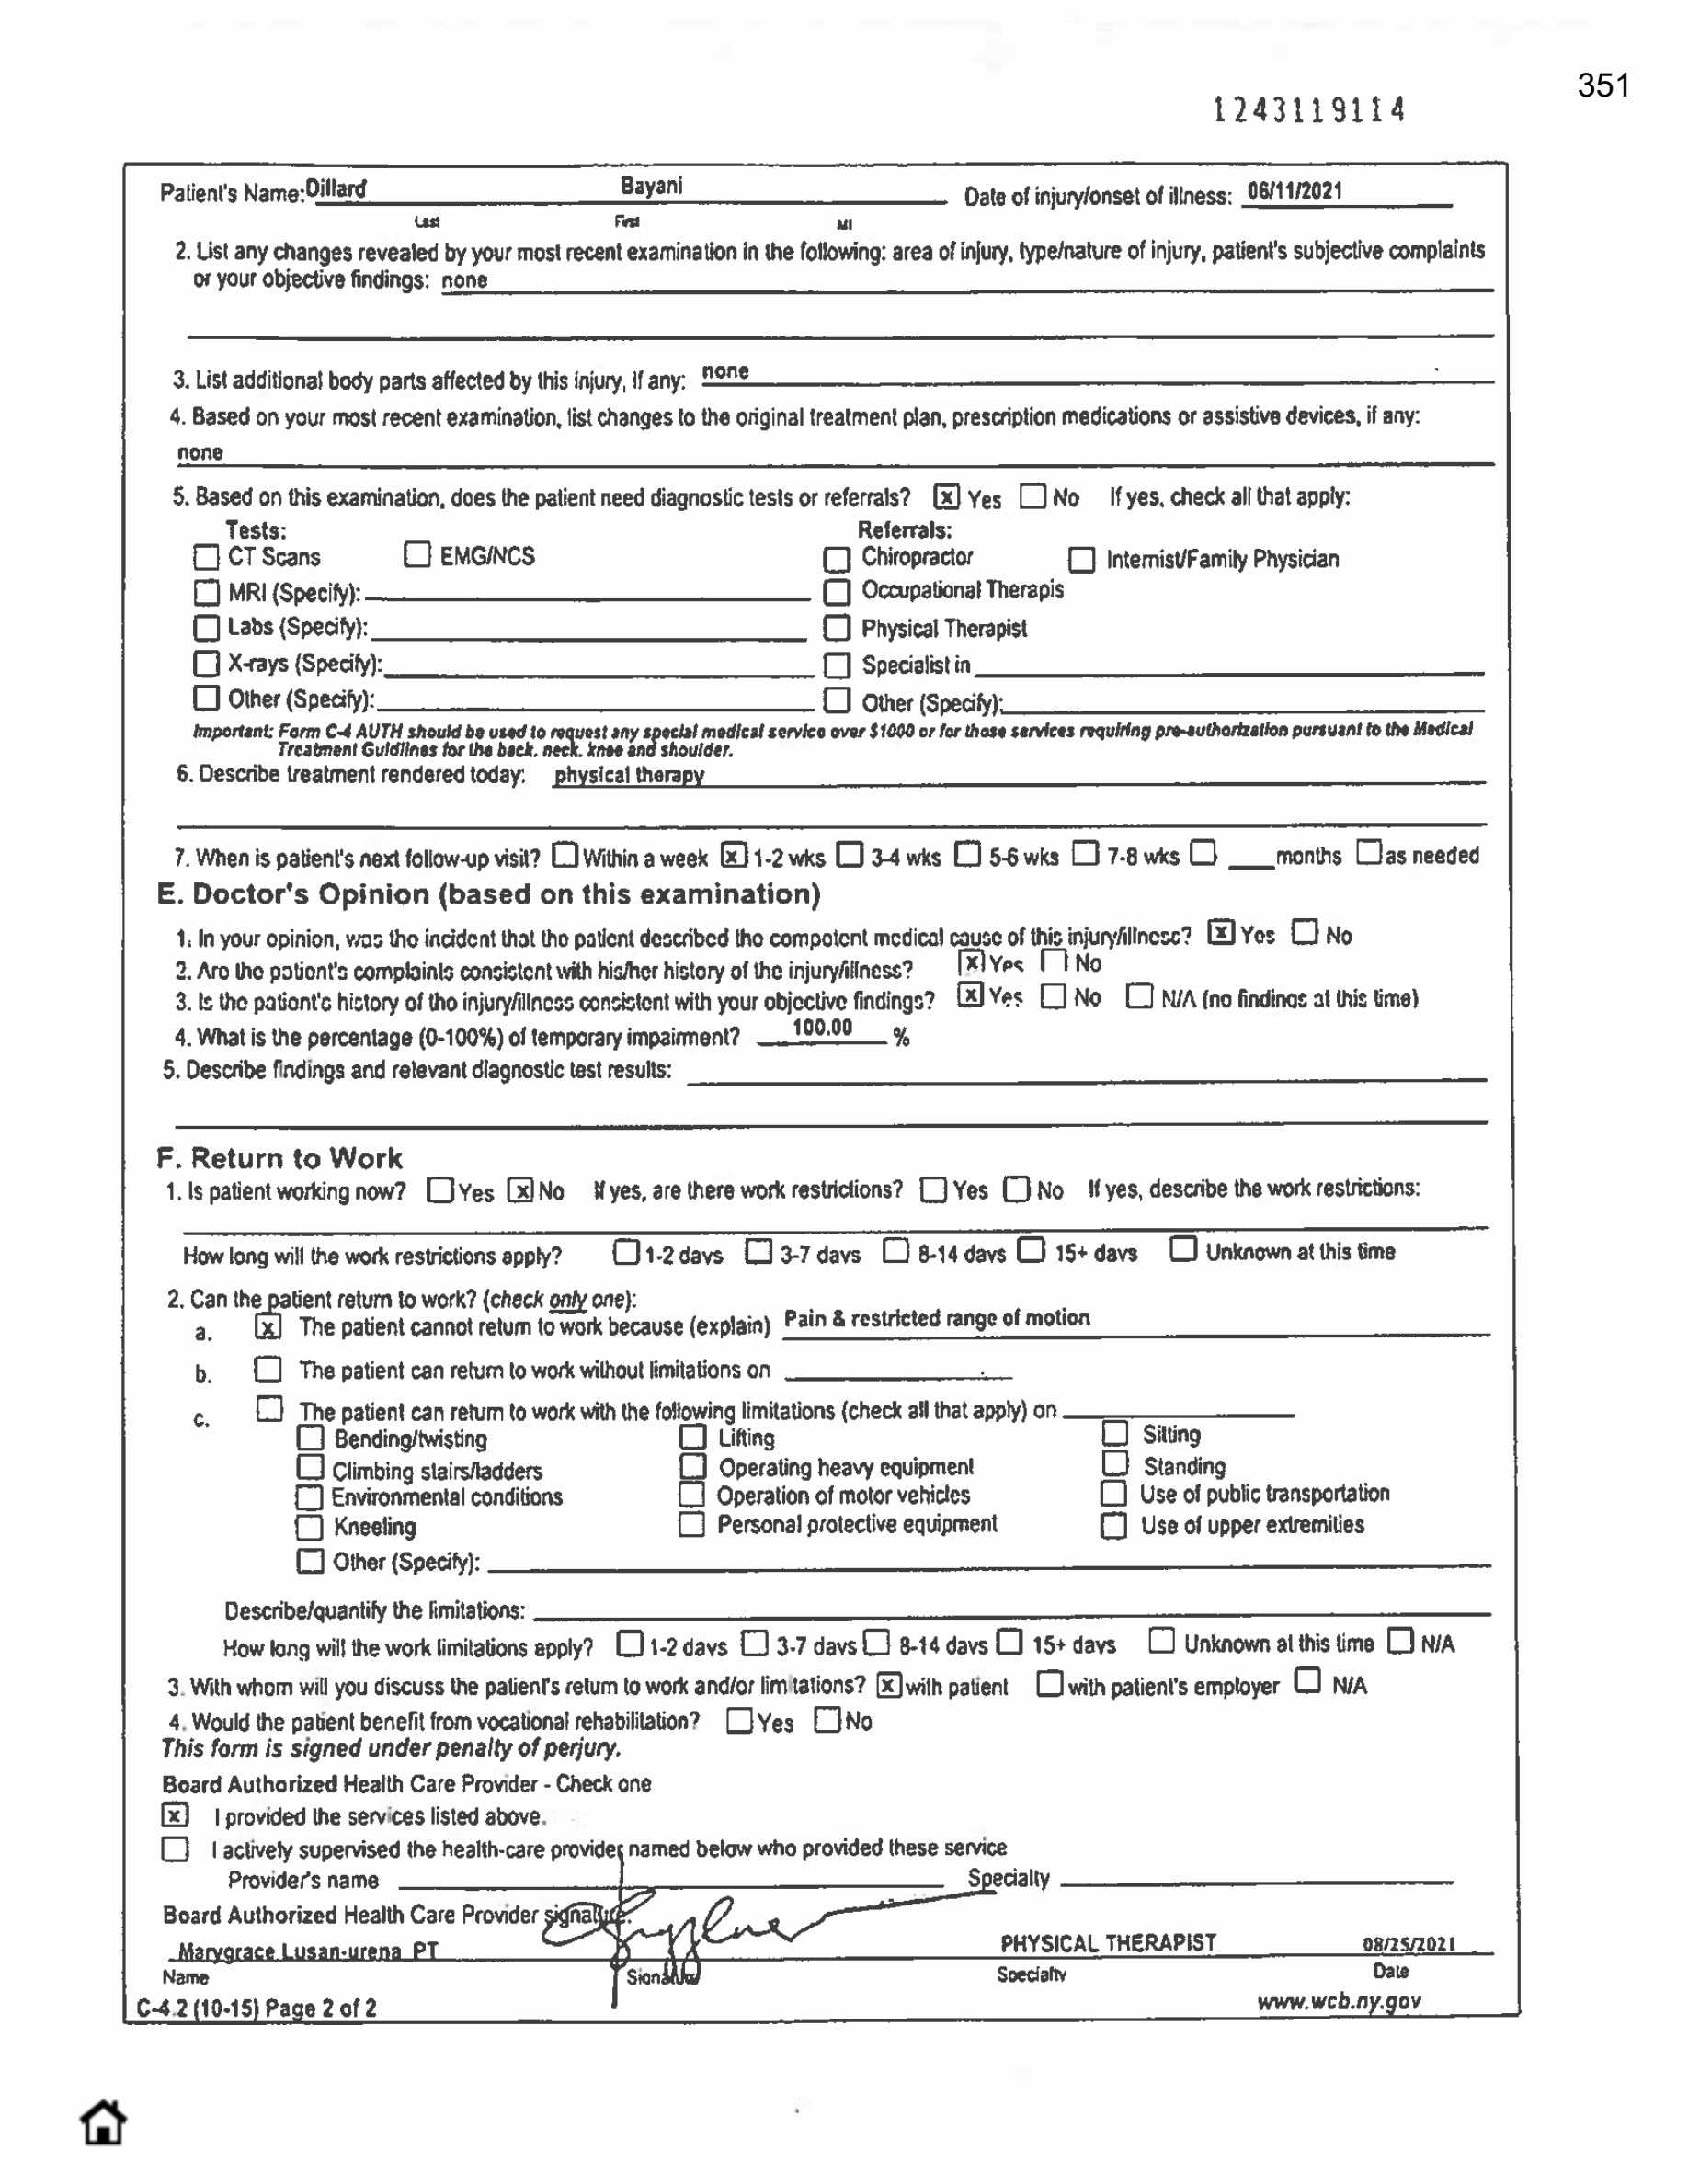 351
1243119114
Patient's Name: Dillard Bayani Date of injury/onset of illness: 06/11/2021
Last First MI
2. List any changes revealed by your most recent examination in the following: area of injury, type/nature of injury, patient's subjective complaints
or your objective findings: none
3. List additional body parts affected by this injury, if any: none
4. Based on your most recent examination, list changes to the original treatment plan, prescription medications or assistive devices, if any:
none
5. Based on this examination, does the patient need diagnostic tests or referrals? [x] Yes [ ] No If yes, check all that apply:
Tests: Referrals:
[ ] CT Scans [ ] EMG/NCS [ ] Chiropractor [ ] Internist/Family Physician
[ ] MRI (Specify): [ ] Occupational Therapis
[ ] Labs (Specify): [ ] Physical Therapist
[ ] X-rays (Specify): [ ] Specialist in
[ ] Other (Specify): [ ] Other (Specify):
Important: Form C-4 AUTH should be used to request any special medical service over $1000 or for those services requiring pre-authorization pursuant to the Medical
Treatment Guidlines for the back, neck, knee and shoulder.
6. Describe treatment rendered today: physical therapy
7. When is patient's next follow-up visit? [ ] Within a week [x] 1-2 wks [ ] 3-4 wks [ ] 5-6 wks [ ] 7-8 wks [ ] ___ months [ ] as needed
E. Doctor's Opinion (based on this examination)
1. In your opinion, was the incident that the patient described the competent medical cause of this injury/illness? [x] Yes [ ] No
2. Are the patient's complaints consistent with his/her history of the injury/illness? [x] Yes [ ] No
3. Is the patient's history of the injury/illness consistent with your objective findings? [x] Yes [ ] No [ ] N/A (no findings at this time)
4. What is the percentage (0-100%) of temporary impairment? 100.00 %
5. Describe findings and relevant diagnostic test results:
F. Return to Work
1. Is patient working now? [ ] Yes [x] No If yes, are there work restrictions? [ ] Yes [ ] No If yes, describe the work restrictions:
How long will the work restrictions apply? [ ] 1-2 days [ ] 3-7 days [ ] 8-14 days [ ] 15+ days [ ] Unknown at this time
2. Can the patient return to work? (check only one):
a. [x] The patient cannot return to work because (explain) Pain & restricted range of motion
b. [ ] The patient can return to work without limitations on
c. [ ] The patient can return to work with the following limitations (check all that apply) on
[ ] Bending/twisting [ ] Lifting [ ] Sitting
[ ] Climbing stairs/ladders [ ] Operating heavy equipment [ ] Standing
[ ] Environmental conditions [ ] Operation of motor vehicles [ ] Use of public transportation
[ ] Kneeling [ ] Personal protective equipment [ ] Use of upper extremities
[ ] Other (Specify):
Describe/quantify the limitations:
How long will the work limitations apply? [ ] 1-2 days [ ] 3-7 days [ ] 8-14 days [ ] 15+ days [ ] Unknown at this time [ ] N/A
3. With whom will you discuss the patient's return to work and/or limitations? [x] with patient [ ] with patient's employer [ ] N/A
4. Would the patient benefit from vocational rehabilitation? [ ] Yes [ ] No
This form is signed under penalty of perjury.
Board Authorized Health Care Provider - Check one
[x] I provided the services listed above.
[ ] I actively supervised the health-care provider named below who provided these service
Provider's name Specialty
Board Authorized Health Care Provider signature:
Marygrace Lusan-urena PT PHYSICAL THERAPIST 08/25/2021
Name Signature Specialty Date
C-4.2 (10-15) Page 2 of 2 www.wcb.ny.gov